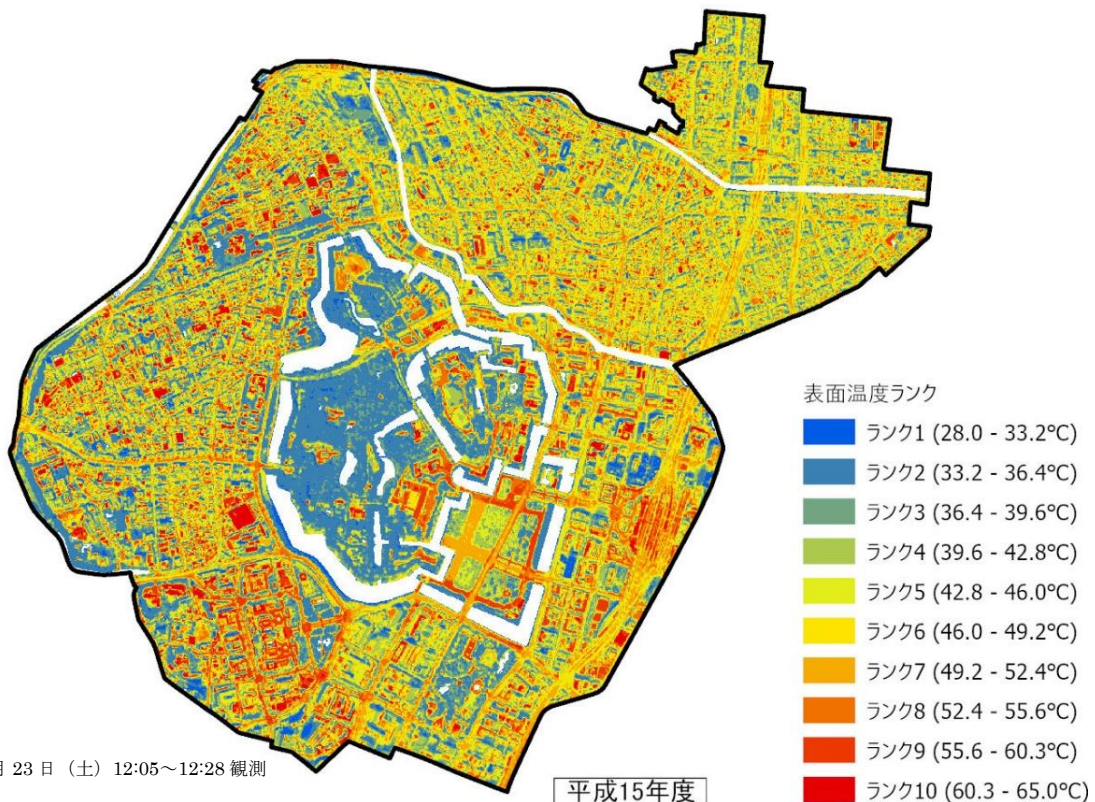 表面温度ランク
ランク1 (28.0 - 33.2°C)
ランク2 (33.2 - 36.4°C)
ランク3 (36.4 - 39.6°C)
ランク4 (39.6 - 42.8°C)
ランク5 (42.8 - 46.0°C)
ランク6 (46.0 - 49.2°C)
ランク7 (49.2 - 52.4°C)
ランク8 (52.4 - 55.6°C)
ランク9 (55.6 - 60.3°C)
ランク10 (60.3 - 65.0°C)
月 23 日（土）12:05～12:28 観測
平成15年度